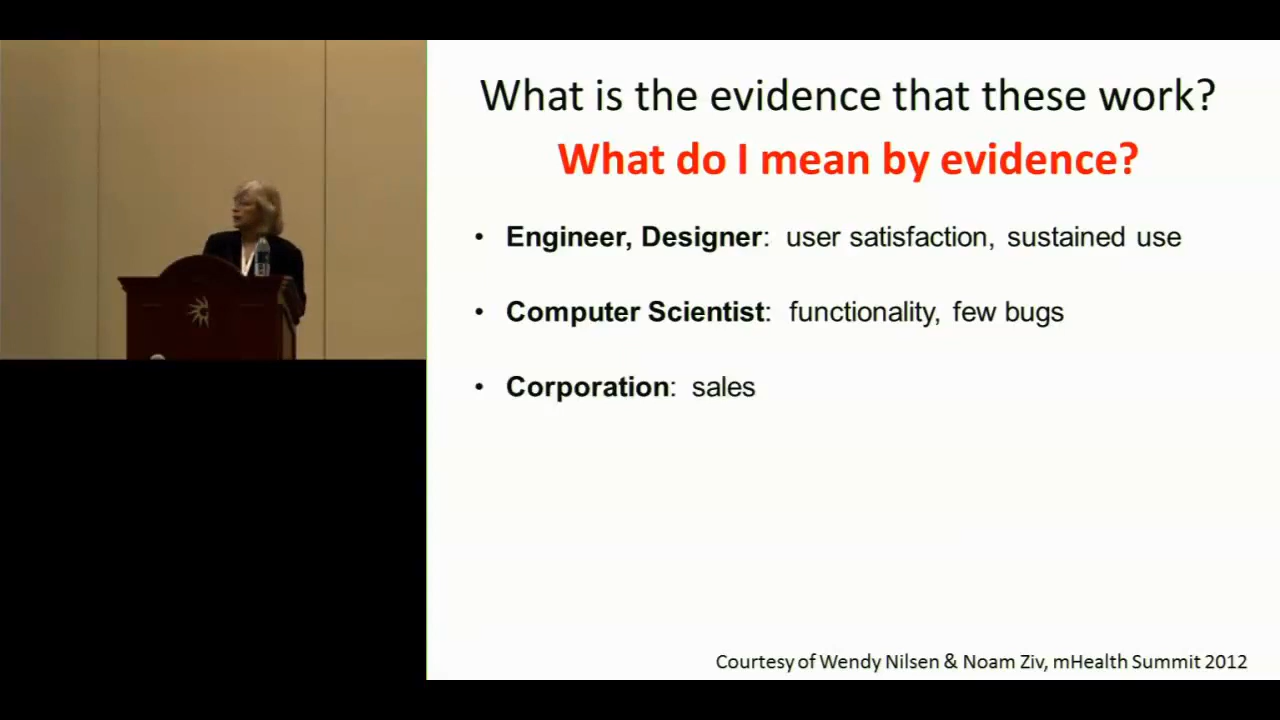 What is the evidence that these work?
What do I mean by evidence?
• Engineer, Designer: user satisfaction, sustained use
• Computer Scientist: functionality, few bugs
• Corporation: sales
Courtesy of Wendy Nilsen & Noam Ziv, mHealth Summit 2012